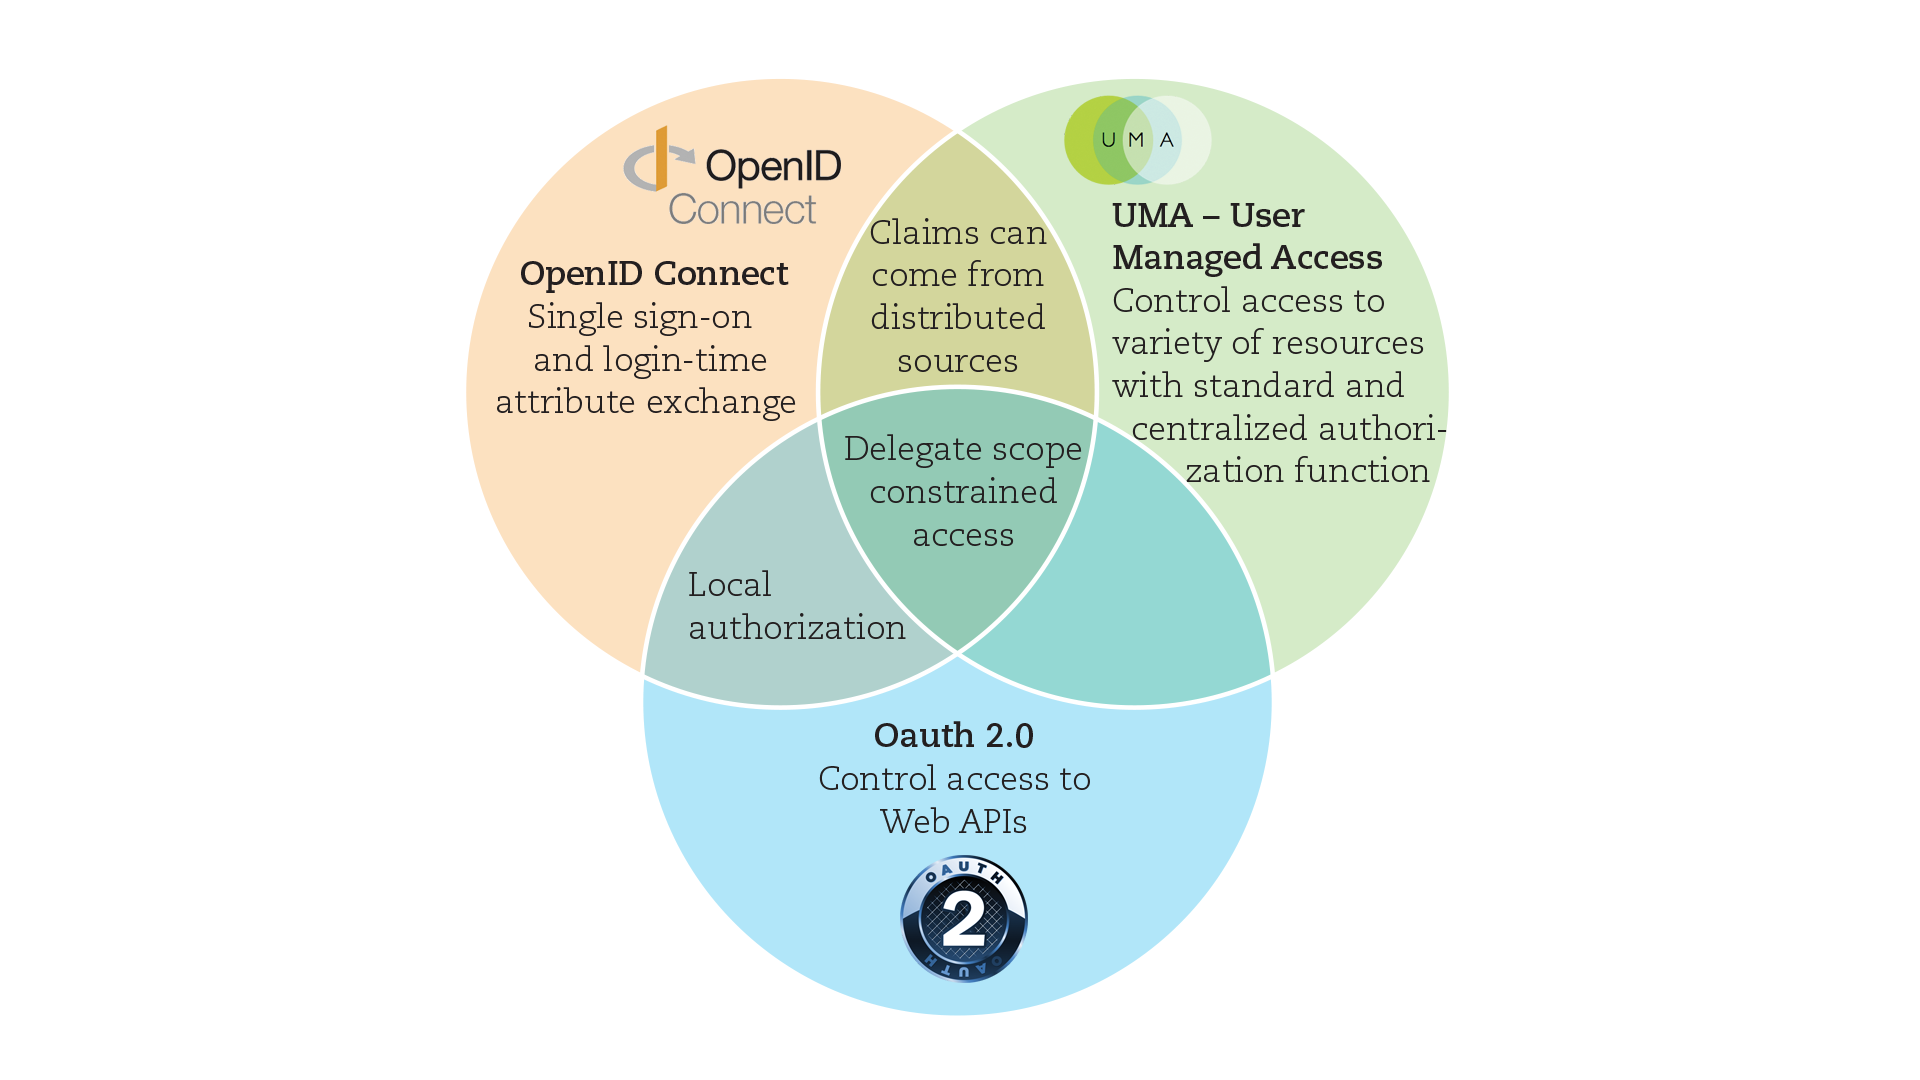 OpenID
Connect
OpenID Connect
Single sign-on
and login-time
attribute exchange
Claims can
come from
distributed
sources
U M A
UMA – User
Managed Access
Control access to
variety of resources
with standard and
centralized authori-
zation function
Delegate scope
constrained
access
Local
authorization
Oauth 2.0
Control access to
Web APIs
OAUTH
2
OAUTH